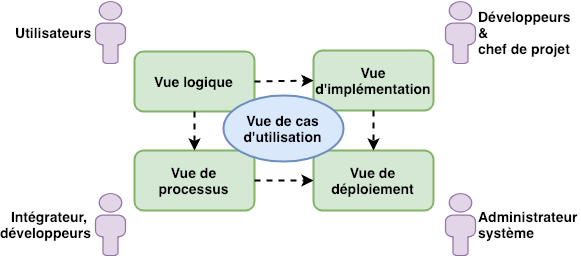 Utilisateurs
Développeurs
&
chef de projet
Vue logique
Vue
d'implémentation
Vue de cas
d'utilisation
Vue de
processus
Vue de
déploiement
Intégrateur,
développeurs
Administrateur
système